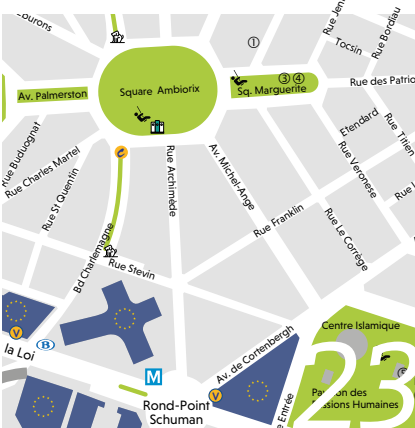 ourons
Rue Jen
Rue Bordiau
Tocsin
①
③ ④
Square Ambiorix
Av. Palmerston
Sq. Marguerite
Rue des Patrio
Etendard
Rue Titien
Rue Buduognat
Rue Charles Martel
Rue St Quentin
Rue Archimède
Av. Michel-Ange
Rue Veronese
Rue Franklin
Rue Le Corrège
Bd Charlemagne
Rue Stevin
V
B
la Loi
M
Av. de Cortenbergh
V
Rond-Point
Schuman
e Entrée
Centre Islamique
23
Pavillon des
Passions Humaines